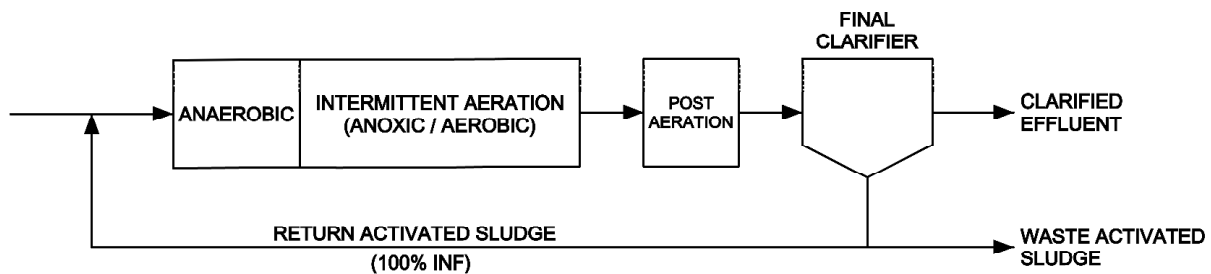 FINAL
CLARIFIER
ANAEROBIC
INTERMITTENT AERATION
(ANOXIC / AEROBIC)
POST
AERATION
CLARIFIED
EFFLUENT
RETURN ACTIVATED SLUDGE
(100% INF)
WASTE ACTIVATED
SLUDGE